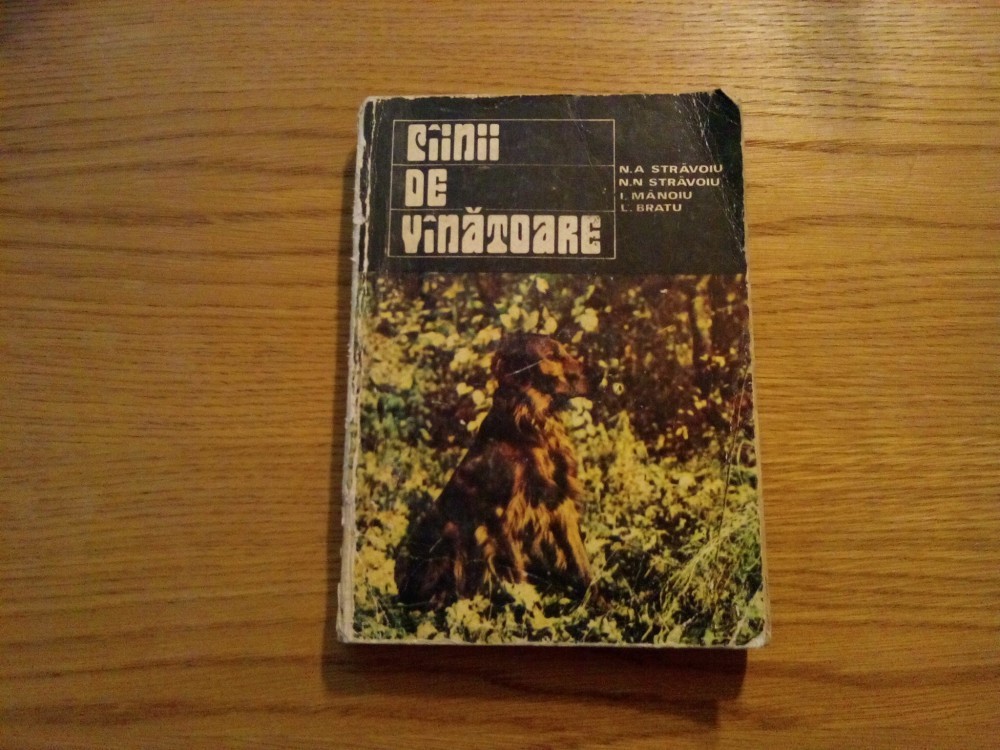 Cîinii
DE
VÎNĂTOARE
N.A STRĂVOIU
N.N STRĂVOIU
I. MÂNOIU
L. BRATU